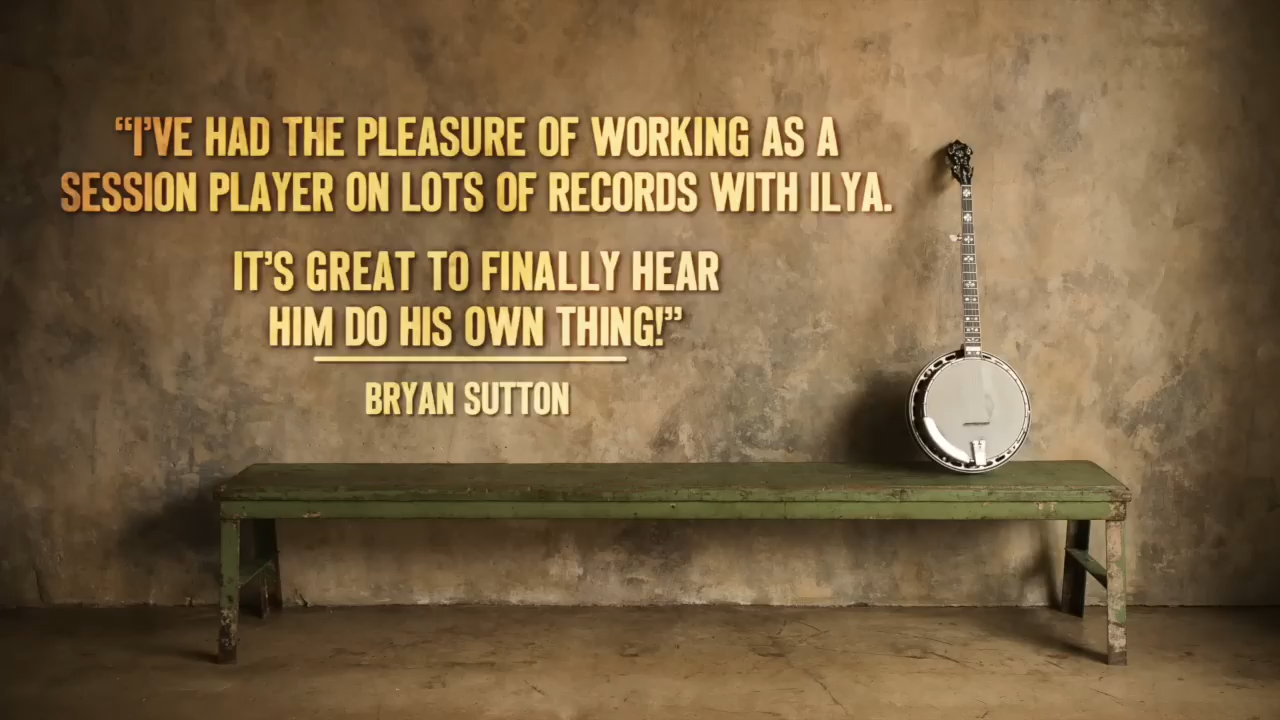 “I’VE HAD THE PLEASURE OF WORKING AS A
SESSION PLAYER ON LOTS OF RECORDS WITH ILYA.
IT’S GREAT TO FINALLY HEAR
HIM DO HIS OWN THING!”
BRYAN SUTTON